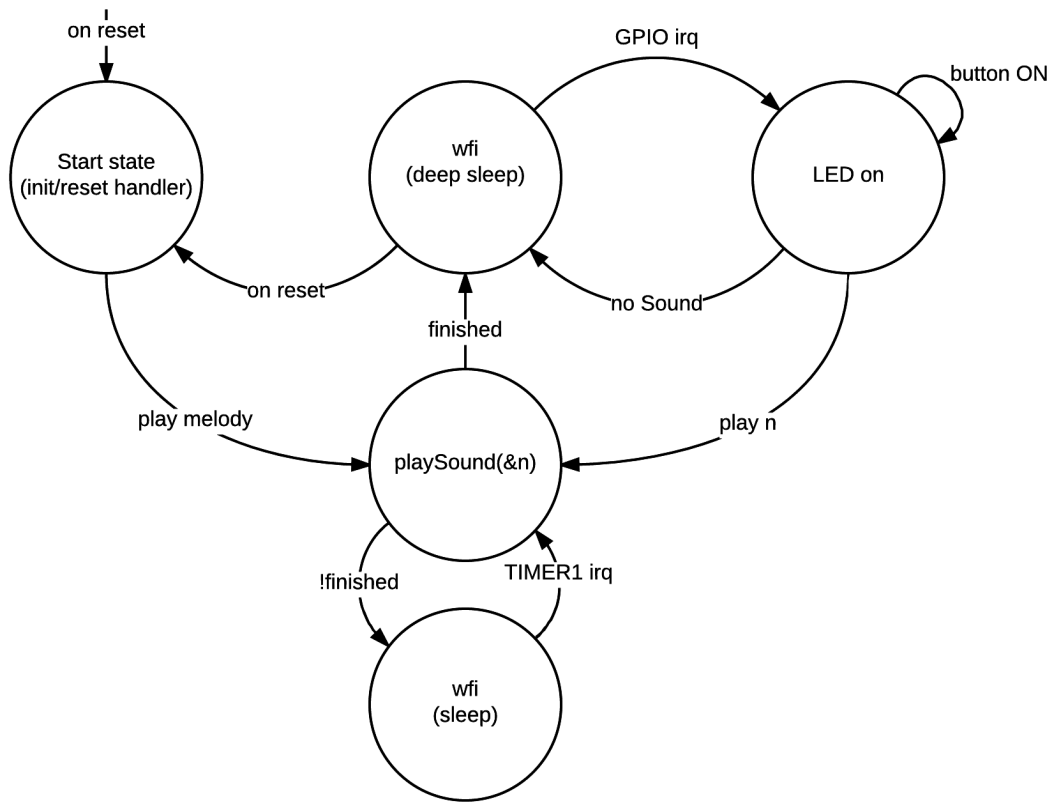 on reset
GPIO irq
button ON
Start state
(init/reset handler)
wfi
(deep sleep)
LED on
on reset
no Sound
finished
play melody
play n
playSound(&n)
!finished
TIMER1 irq
wfi
(sleep)